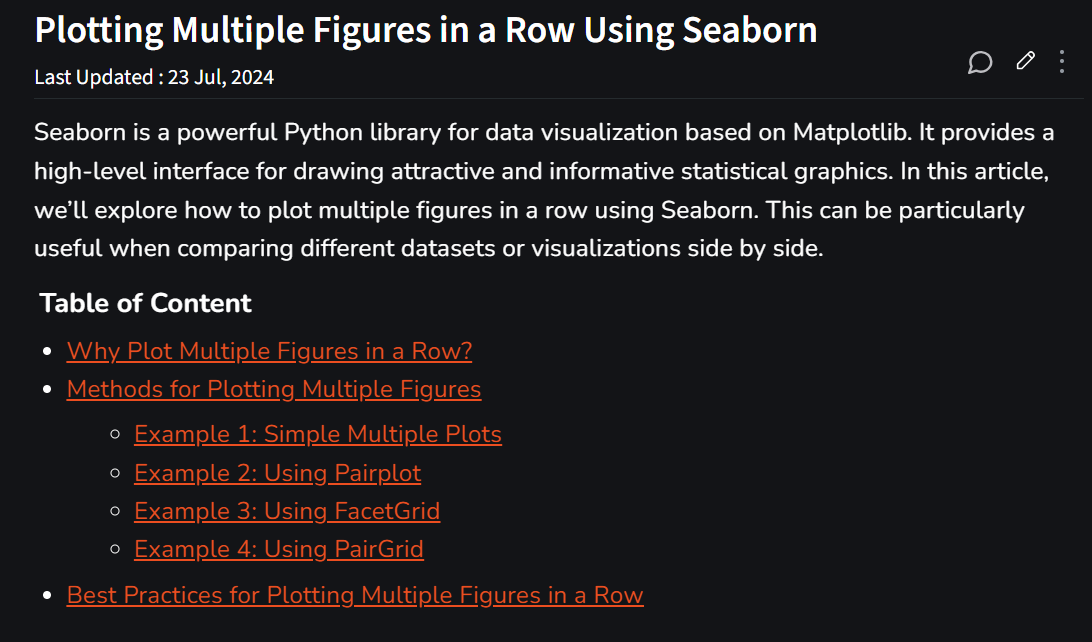 Plotting Multiple Figures in a Row Using Seaborn
Last Updated : 23 Jul, 2024
Seaborn is a powerful Python library for data visualization based on Matplotlib. It provides a
high-level interface for drawing attractive and informative statistical graphics. In this article,
we’ll explore how to plot multiple figures in a row using Seaborn. This can be particularly
useful when comparing different datasets or visualizations side by side.
Table of Content
Why Plot Multiple Figures in a Row?
Methods for Plotting Multiple Figures
Example 1: Simple Multiple Plots
Example 2: Using Pairplot
Example 3: Using FacetGrid
Example 4: Using PairGrid
Best Practices for Plotting Multiple Figures in a Row